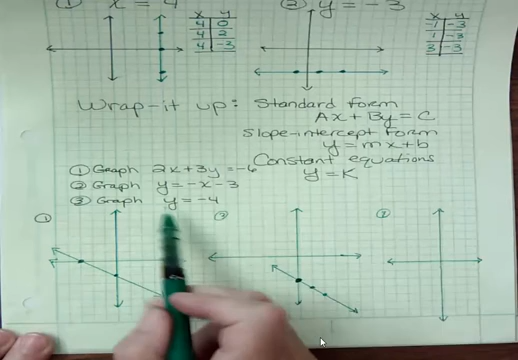 ① x = 4
x y
4 0
4 2
4 -3
② y = -3
x y
-1 -3
1 -3
3 -3
Wrap-it up: Standard form
Ax + By = C
Slope-intercept form
y = mx + b
Constant equations
y = K
① Graph 2x + 3y = -6
② Graph y = -x - 3
③ Graph y = -4
①
②